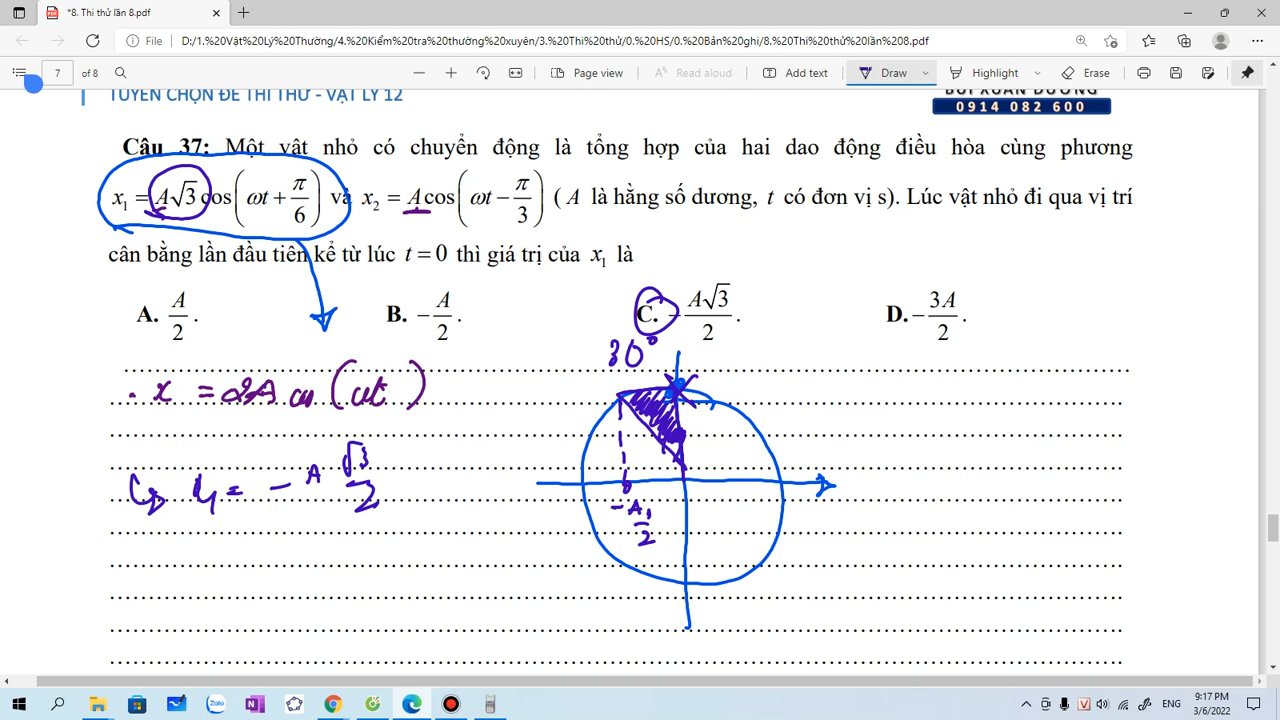 *8. Thi thử lần 8.pdf
File
D:/1.%20Vật%20Lý%20Thường/4.%20Kiểm%20tra%20thường%20xuyên/3.%20Thi%20thử/0.%20HS/0.%20Bản%20ghi/8.%20Thi%20thử%20lần%208.pdf
7 of 8 Page view Read aloud Add text Draw Highlight Erase
TUYỂN CHỌN ĐỀ THI THỬ - VẬT LÝ 12
BÙI XUÂN DƯƠNG
0914 082 600
Câu 37: Một vật nhỏ có chuyển động là tổng hợp của hai dao động điều hòa cùng phương
x₁ = A√3 cos(ωt + π/6) và x₂ = A cos(ωt − π/3) ( A là hằng số dương, t có đơn vị s). Lúc vật nhỏ đi qua vị trí
cân bằng lần đầu tiên kể từ lúc t = 0 thì giá trị của x₁ là
A. A/2. B. −A/2. C. −A√3/2. D. −3A/2.
30°
x = 2A cos (ωt)
= − A √3/2
−A₁/2
ENG
9:17 PM
3/6/2022